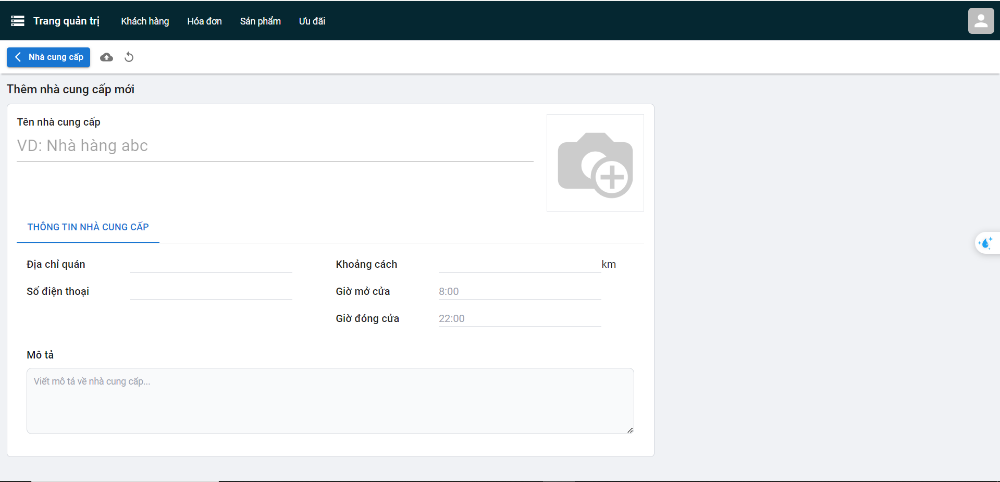 Trang quản trị Khách hàng Hóa đơn Sản phẩm Ưu đãi
Nhà cung cấp
Thêm nhà cung cấp mới
Tên nhà cung cấp
VD: Nhà hàng abc
THÔNG TIN NHÀ CUNG CẤP
Địa chỉ quán
Khoảng cách km
Số điện thoại
Giờ mở cửa 8:00
Giờ đóng cửa 22:00
Mô tả
Viết mô tả về nhà cung cấp...